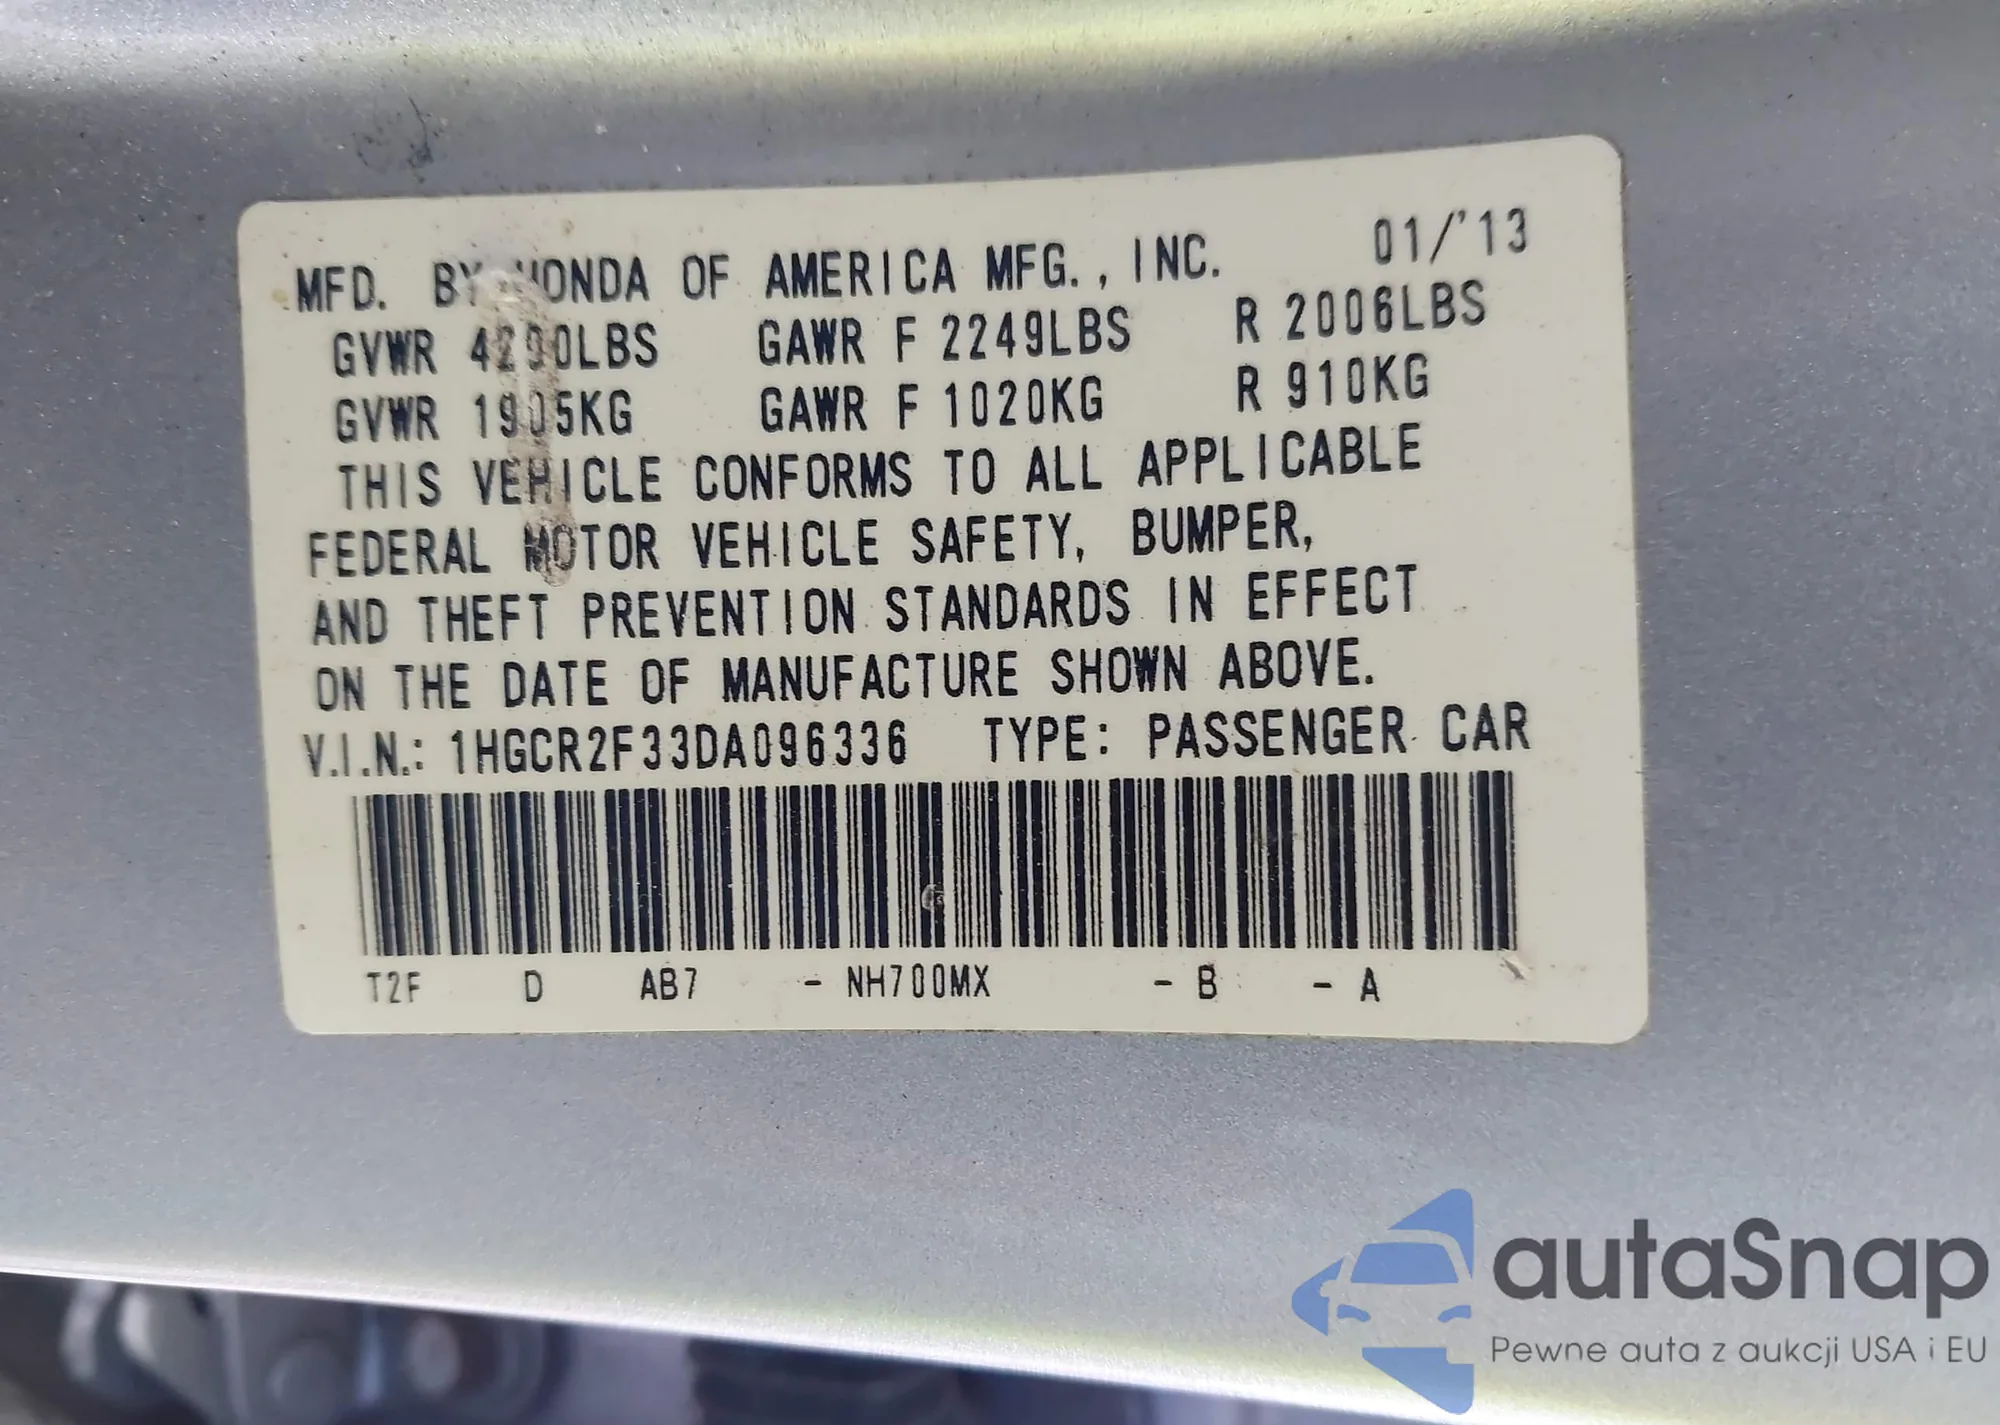 MFD. BY HONDA OF AMERICA MFG., INC. 01/'13
GVWR 4200LBS GAWR F 2249LBS R 2006LBS
GVWR 1905KG GAWR F 1020KG R 910KG
THIS VEHICLE CONFORMS TO ALL APPLICABLE
FEDERAL MOTOR VEHICLE SAFETY, BUMPER,
AND THEFT PREVENTION STANDARDS IN EFFECT
ON THE DATE OF MANUFACTURE SHOWN ABOVE.
V.I.N.: 1HGCR2F33DA096336 TYPE: PASSENGER CAR
T2F D AB7 - NH700MX - B - A
autaSnap
Pewne auta z aukcji USA i EU